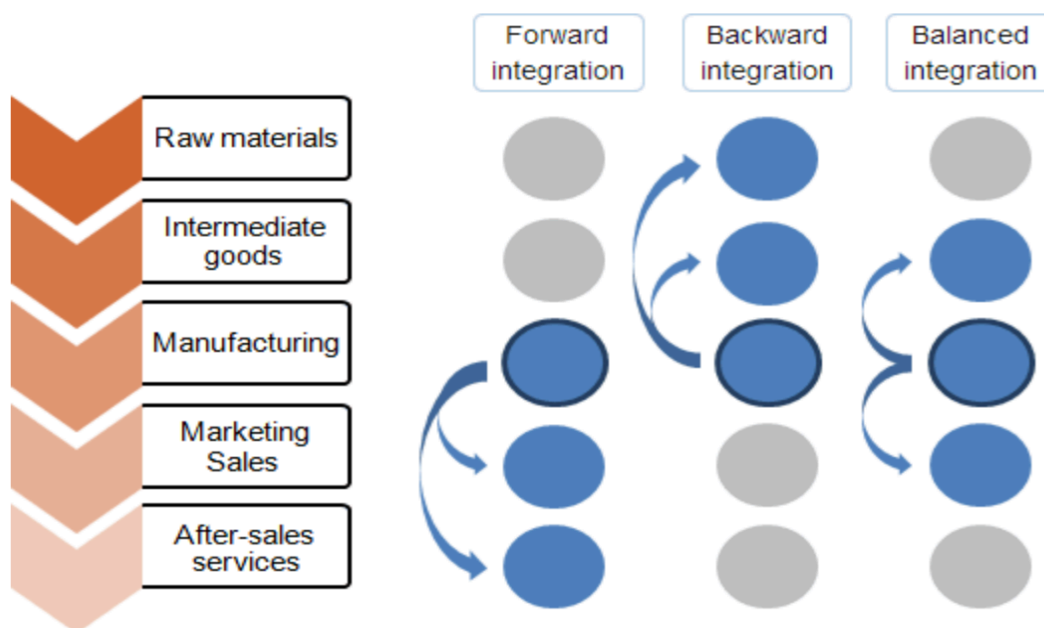 Forward
integration
Backward
integration
Balanced
integration
Raw materials
Intermediate
goods
Manufacturing
Marketing
Sales
After-sales
services